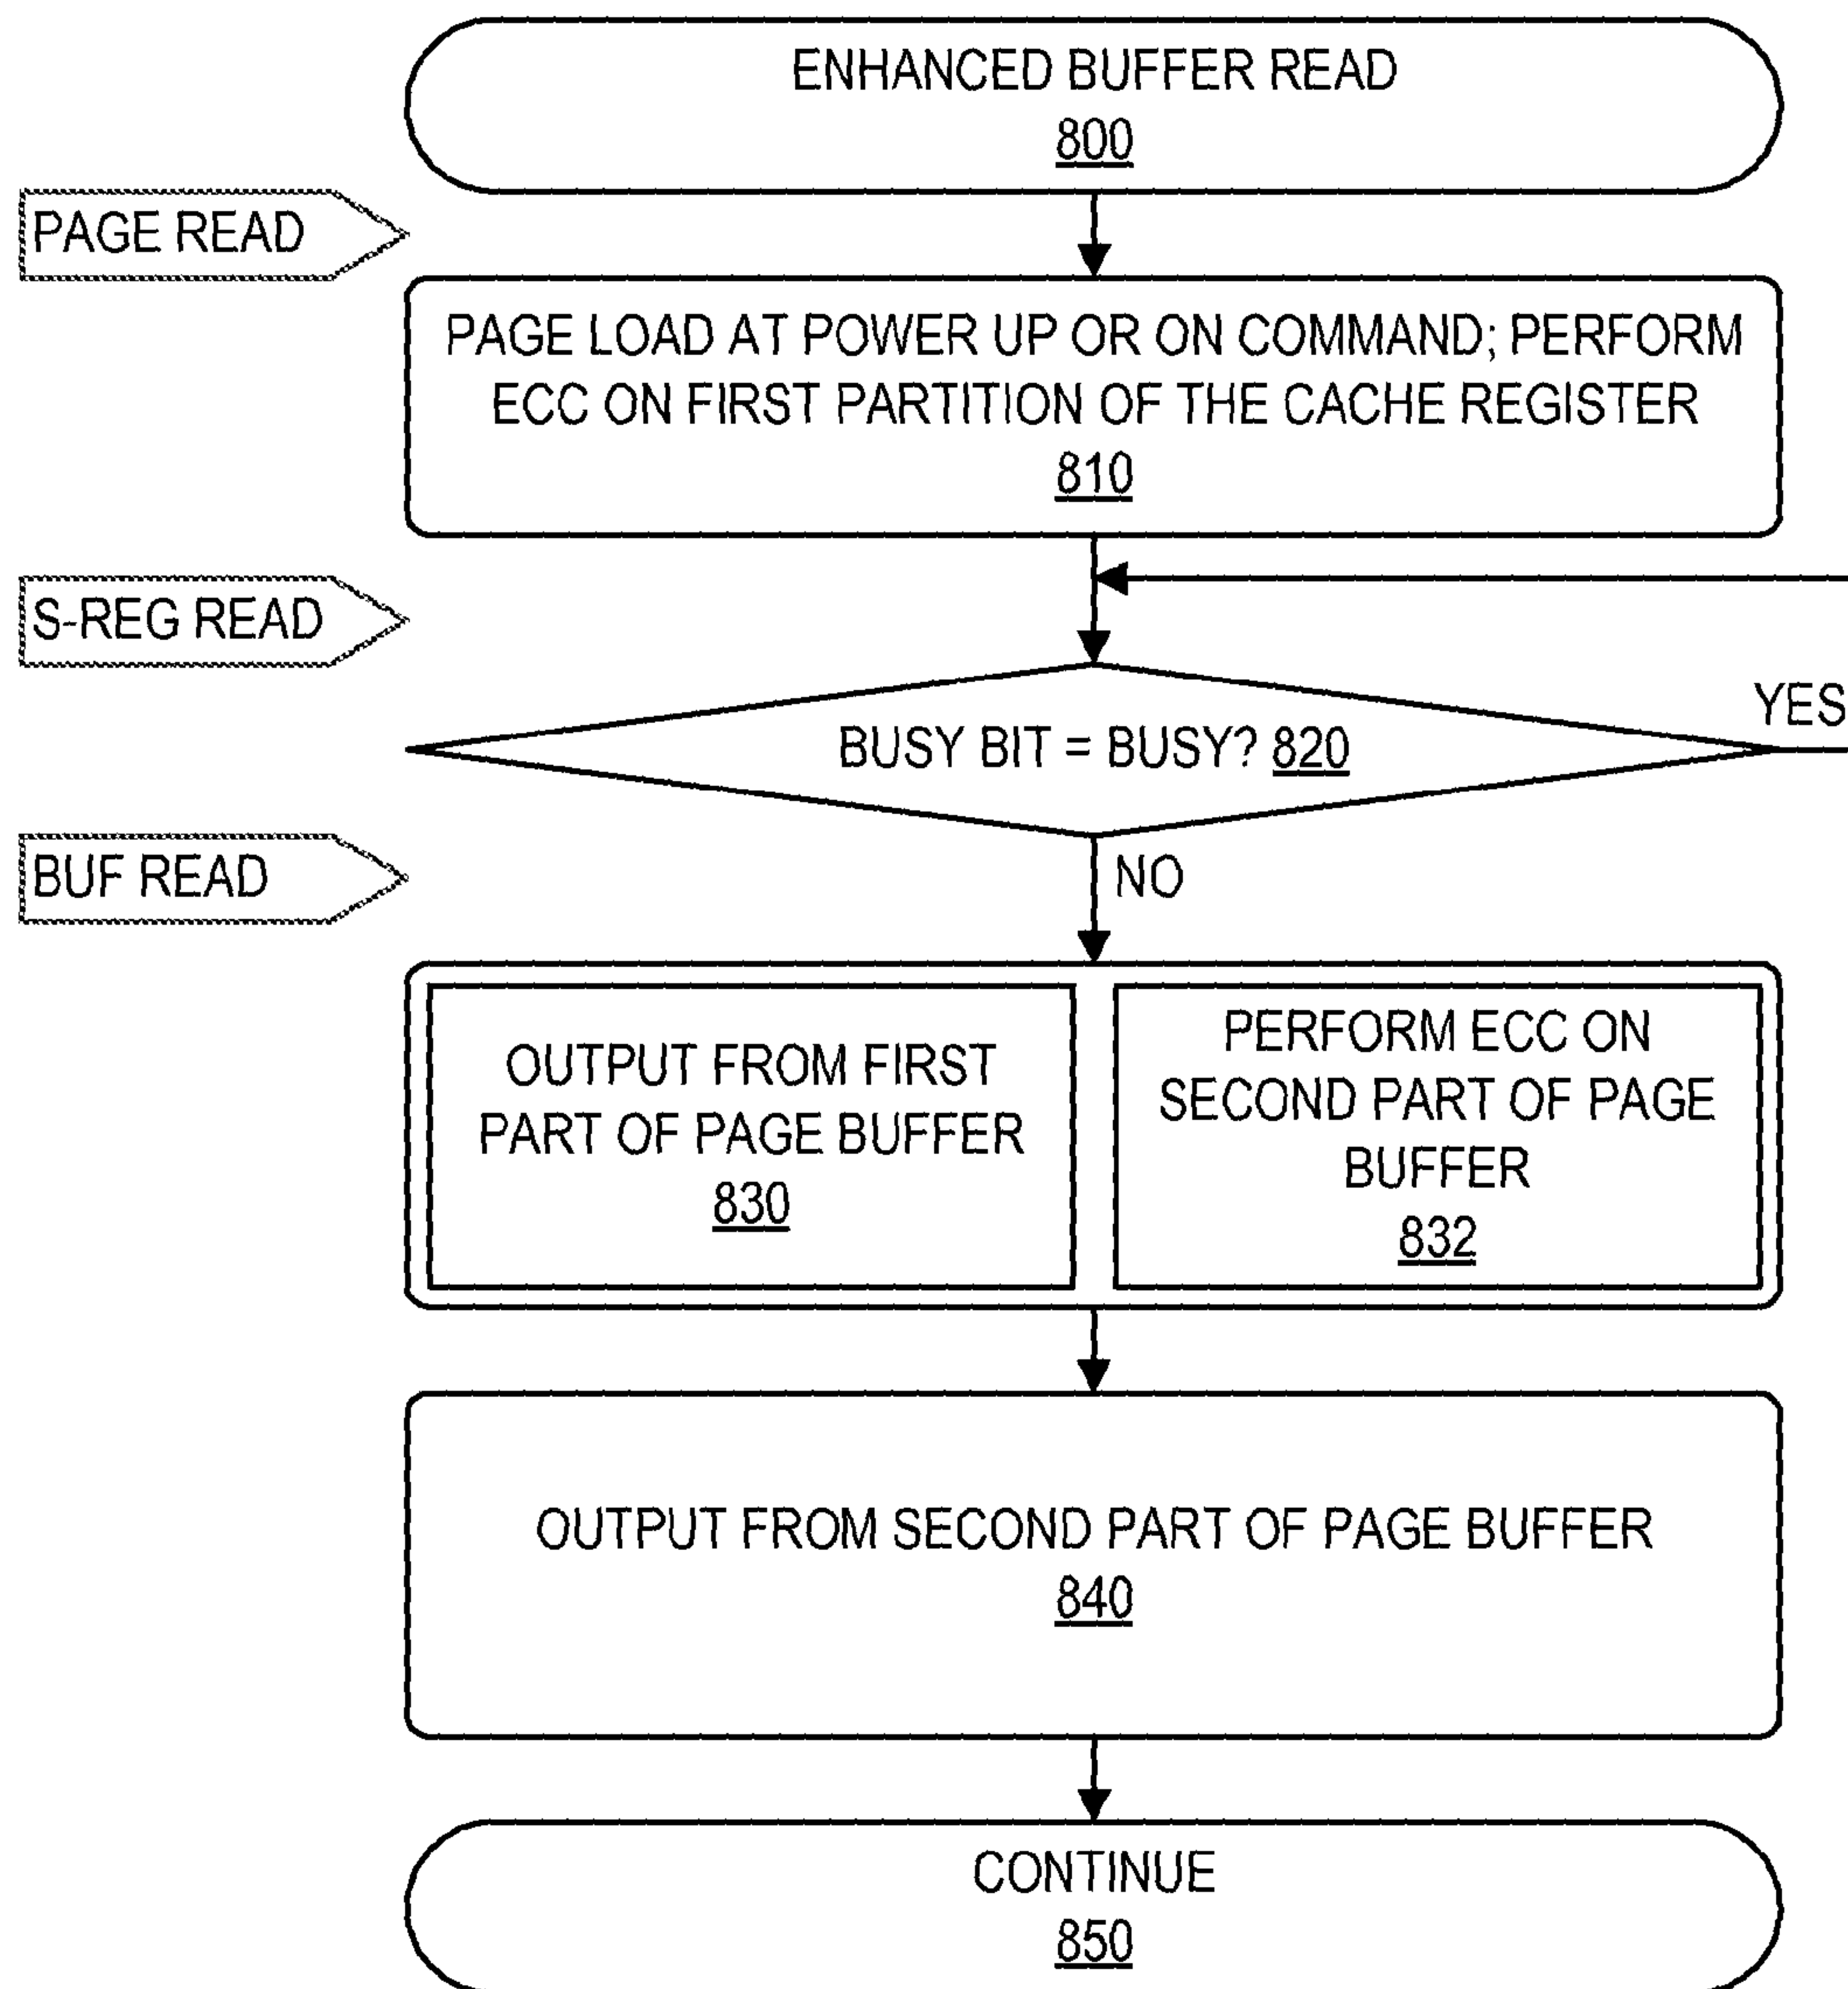 ENHANCED BUFFER READ
800
PAGE READ
PAGE LOAD AT POWER UP OR ON COMMAND; PERFORM
ECC ON FIRST PARTITION OF THE CACHE REGISTER
810
S-REG READ
YES
BUSY BIT = BUSY? 820
BUF READ
NO
OUTPUT FROM FIRST
PART OF PAGE BUFFER
830
PERFORM ECC ON
SECOND PART OF PAGE
BUFFER
832
OUTPUT FROM SECOND PART OF PAGE BUFFER
840
CONTINUE
850